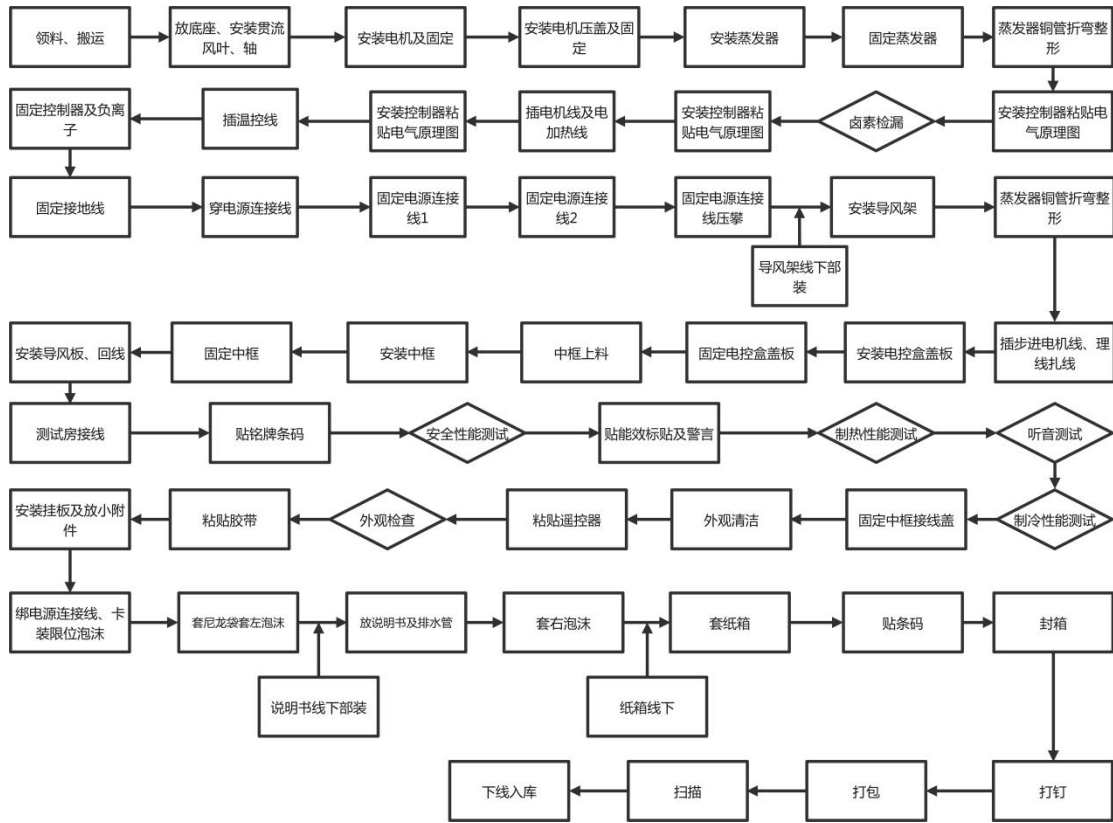 领料、搬运
放底座、安装贯流
风叶、轴
安装电机及固定
安装电机压盖及固
定
安装蒸发器
固定蒸发器
蒸发器铜管折弯整
形
固定控制器及负离
子
插温控线
安装控制器粘
贴电气原理图
插电机线及电
加热线
安装控制器粘
贴电气原理图
卤素检漏
安装控制器粘贴电
气原理图
固定接地线
穿电源连接线
固定电源连接
线1
固定电源连接
线2
固定电源连接
线压攀
安装导风架
蒸发器铜管折弯整
形
导风架线下部
装
安装导风板、回线
固定中框
安装中框
中框上料
固定电控盒盖板
安装电控盒盖板
插步进电机线、理
线扎线
测试房接线
贴铭牌条码
安全性能测试
贴能效标贴及警言
制热性能测试
听音测试
安装挂板及放小附
件
粘贴胶带
外观检查
粘贴遥控器
外观清洁
固定中框接线盖
制冷性能测试
绑电源连接线、卡
装限位泡沫
套尼龙袋套左泡沫
放说明书及排水管
套右泡沫
套纸箱
贴条码
封箱
说明书线下部装
纸箱线下
下线入库
扫描
打包
打钉